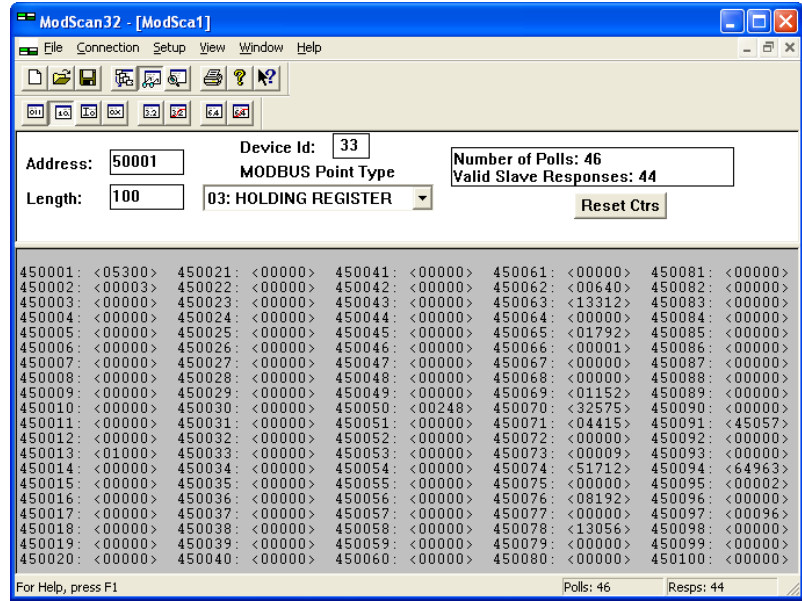 ModScan32 - [ModSca1]
File Connection Setup View Window Help
Address: 50001
Device Id: 33
MODBUS Point Type
Number of Polls: 46
Valid Slave Responses: 44
Length: 100
03: HOLDING REGISTER
Reset Ctrs
450001: <05300> 450021: <00000> 450041: <00000> 450061: <00000> 450081: <00000>
450002: <00003> 450022: <00000> 450042: <00000> 450062: <00640> 450082: <00000>
450003: <00000> 450023: <00000> 450043: <00000> 450063: <13312> 450083: <00000>
450004: <00000> 450024: <00000> 450044: <00000> 450064: <00000> 450084: <00000>
450005: <00000> 450025: <00000> 450045: <00000> 450065: <01792> 450085: <00000>
450006: <00000> 450026: <00000> 450046: <00000> 450066: <00001> 450086: <00000>
450007: <00000> 450027: <00000> 450047: <00000> 450067: <00000> 450087: <00000>
450008: <00000> 450028: <00000> 450048: <00000> 450068: <00000> 450088: <00000>
450009: <00000> 450029: <00000> 450049: <00000> 450069: <01152> 450089: <00000>
450010: <00000> 450030: <00000> 450050: <00248> 450070: <32575> 450090: <00000>
450011: <00000> 450031: <00000> 450051: <00000> 450071: <04415> 450091: <45057>
450012: <00000> 450032: <00000> 450052: <00000> 450072: <00000> 450092: <00000>
450013: <01000> 450033: <00000> 450053: <00000> 450073: <00009> 450093: <00000>
450014: <00000> 450034: <00000> 450054: <00000> 450074: <51712> 450094: <64963>
450015: <00000> 450035: <00000> 450055: <00000> 450075: <00000> 450095: <00002>
450016: <00000> 450036: <00000> 450056: <00000> 450076: <08192> 450096: <00000>
450017: <00000> 450037: <00000> 450057: <00000> 450077: <00000> 450097: <00096>
450018: <00000> 450038: <00000> 450058: <00000> 450078: <13056> 450098: <00000>
450019: <00000> 450039: <00000> 450059: <00000> 450079: <00000> 450099: <00000>
450020: <00000> 450040: <00000> 450060: <00000> 450080: <00000> 450100: <00000>
For Help, press F1
Polls: 46
Resps: 44